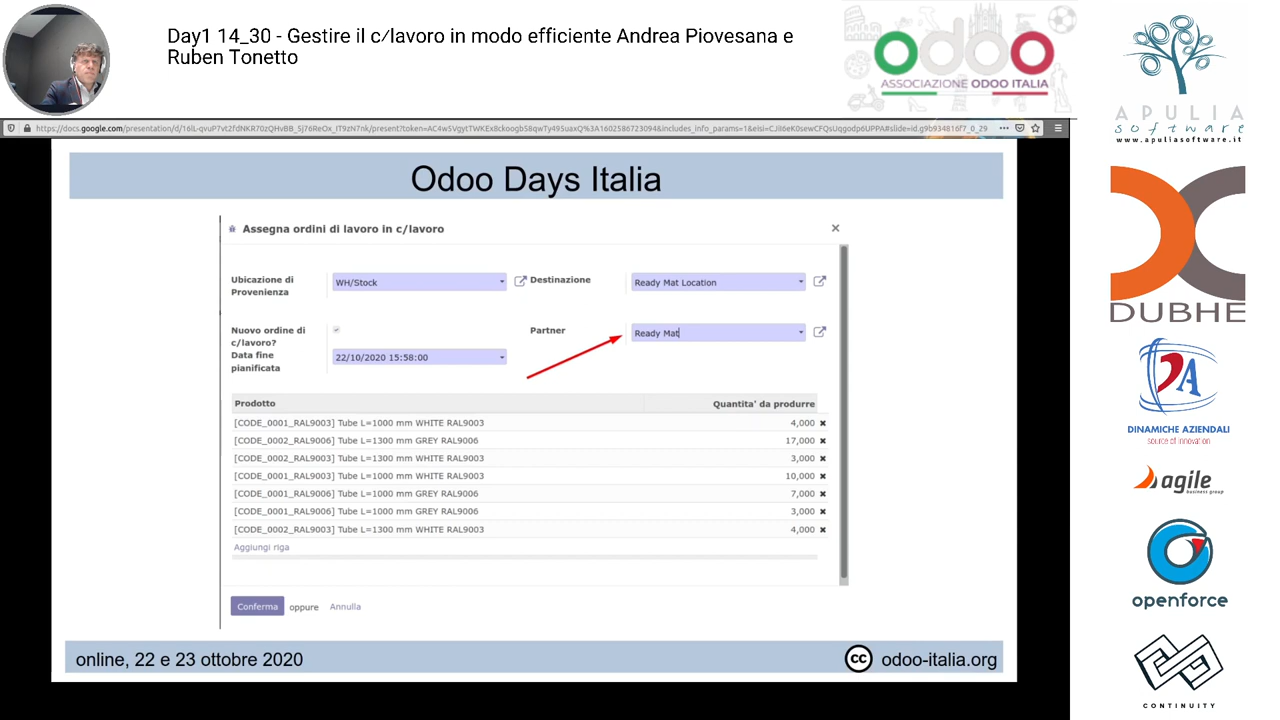 Day1 14_30 - Gestire il c/lavoro in modo efficiente Andrea Piovesana e
Ruben Tonetto
odoo
ASSOCIAZIONE ODOO ITALIA
APULIA
software
www.apuliasoftware.it
Odoo Days Italia
Assegna ordini di lavoro in c/lavoro
Ubicazione di
Provenienza
WH/Stock
Destinazione
Ready Mat Location
Nuovo ordine di
c/lavoro?
Partner
Ready Mat
Data fine
pianificata
22/10/2020 15:58:00
Prodotto Quantita' da produrre
[CODE_0001_RAL9003] Tube L=1000 mm WHITE RAL9003 4,000
[CODE_0002_RAL9006] Tube L=1300 mm GREY RAL9006 17,000
[CODE_0002_RAL9003] Tube L=1300 mm WHITE RAL9003 3,000
[CODE_0001_RAL9003] Tube L=1000 mm WHITE RAL9003 10,000
[CODE_0001_RAL9006] Tube L=1000 mm GREY RAL9006 7,000
[CODE_0001_RAL9006] Tube L=1000 mm GREY RAL9006 3,000
[CODE_0002_RAL9003] Tube L=1300 mm WHITE RAL9003 4,000
Aggiungi riga
Conferma oppure Annulla
online, 22 e 23 ottobre 2020
cc odoo-italia.org
DUBHE
DINAMICHE AZIENDALI
source of innovation
agile
business group
openforce
CONTINUITY